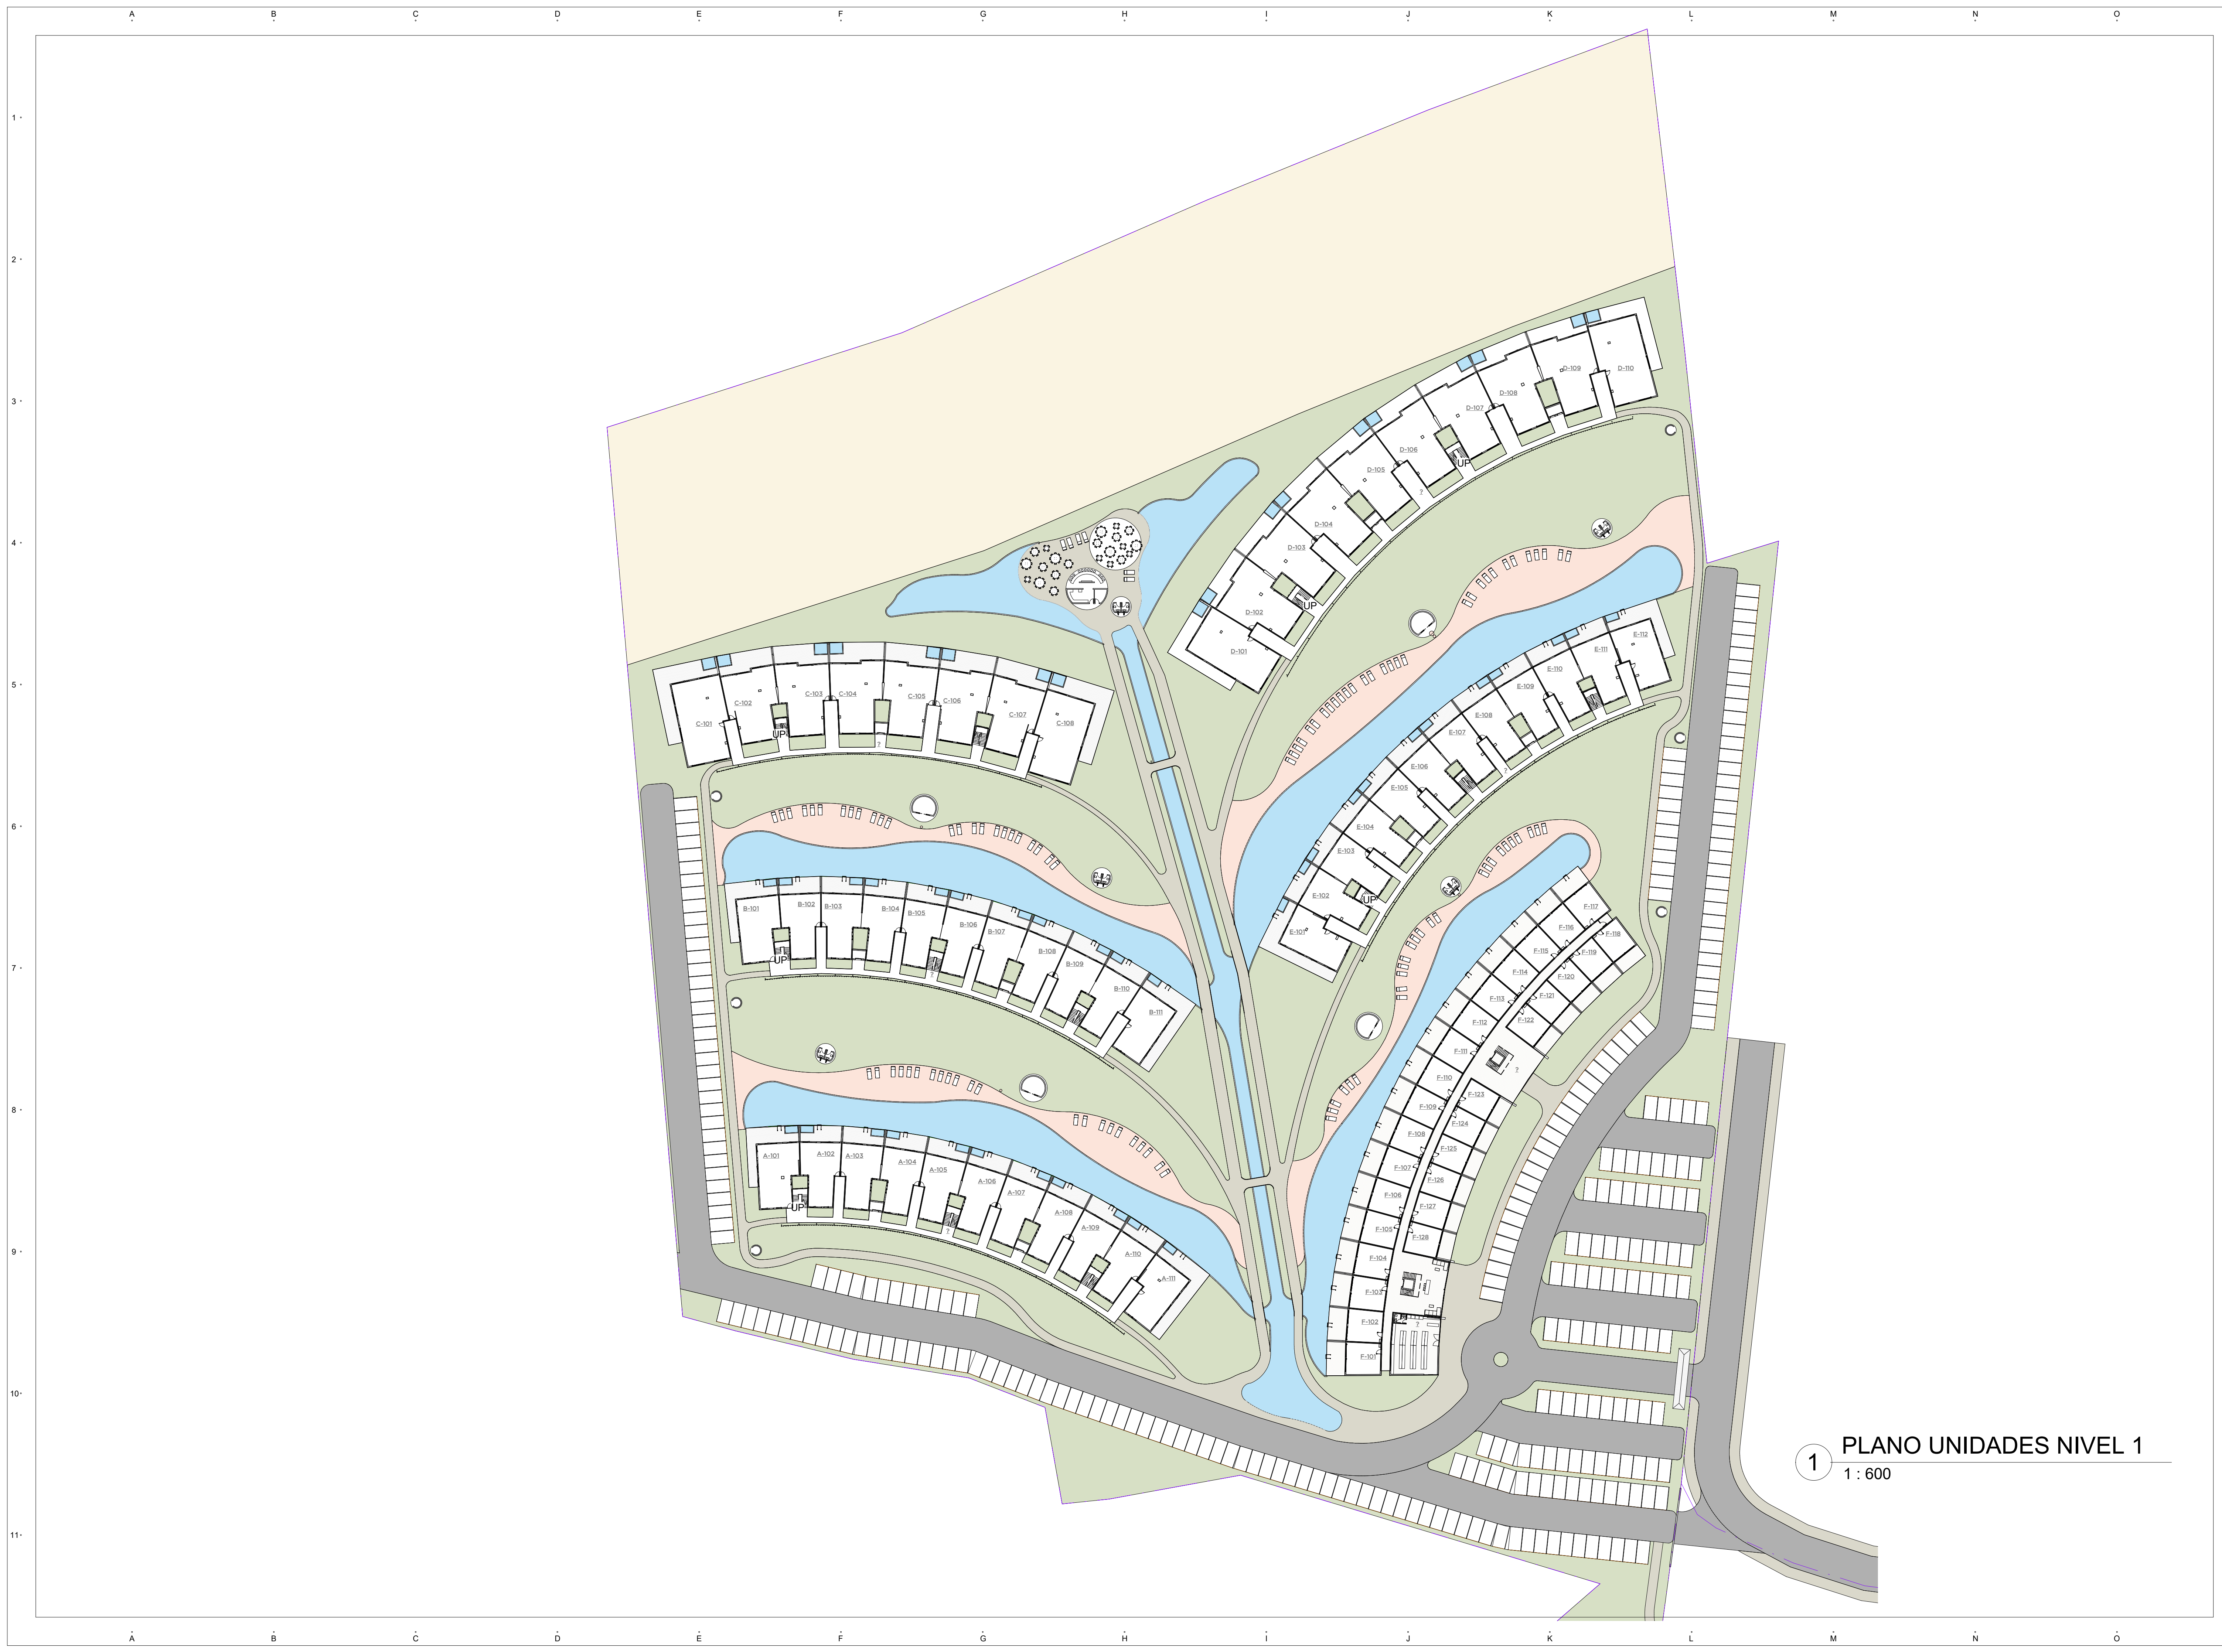 A B C D E F G H I J K L M N O
1
2
3
4
5
6
7
8
9
10
11
D-110
D-109
D-108
D-107
D-106
D-105
D-104
D-103
D-102
D-101
UP
?
UP
C-101
C-102
C-103
C-104
C-105
C-106
C-107
C-108
UP
?
E-112
E-111
E-110
E-109
E-108
E-107
E-106
E-105
E-104
E-103
E-102
E-101
?
UP
B-101
B-102
B-103
B-104
B-105
B-106
B-107
B-108
B-109
B-110
B-111
UP
?
F-117
F-118
F-116
F-119
F-115
F-120
F-114
F-121
F-113
F-122
F-112
F-111
?
F-110
F-123
F-109
F-124
F-108
F-125
F-107
F-126
F-106
F-127
F-105
F-128
F-104
F-103
F-102
?
F-101
A-101
A-102
A-103
A-104
A-105
A-106
A-107
A-108
A-109
A-110
A-111
UP
?
1 PLANO UNIDADES NIVEL 1
1 : 600
A B C D E F G H I J K L M N O